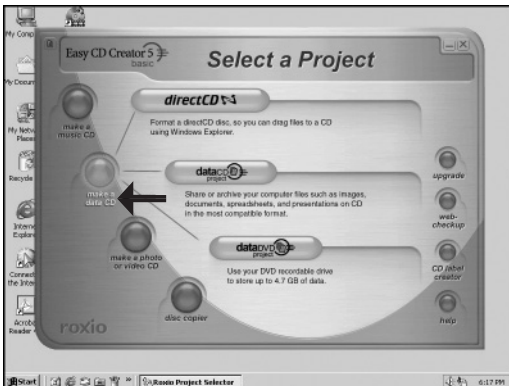 My Comp
Easy CD Creator 5
basic
Select a Project
My Docum
directCD
Format a directCD disc, so you can drag files to a CD
using Windows Explorer.
make a
music CD
My Netw
Places
datacd
project
upgrade
Recycle
make a
data CD
Share or archive your computer files such as images,
documents, spreadsheets, and presentations on CD
in the most compatible format.
web-
checkup
Intern
Explor
dataDVD
project
make a photo
or video CD
Use your DVD recordable drive
to store up to 4.7 GB of data.
CD label
creator
Connect
the Inter
disc copier
help
Acroba
Reader
roxio
Start
Roxio Project Selector
6:17 PM